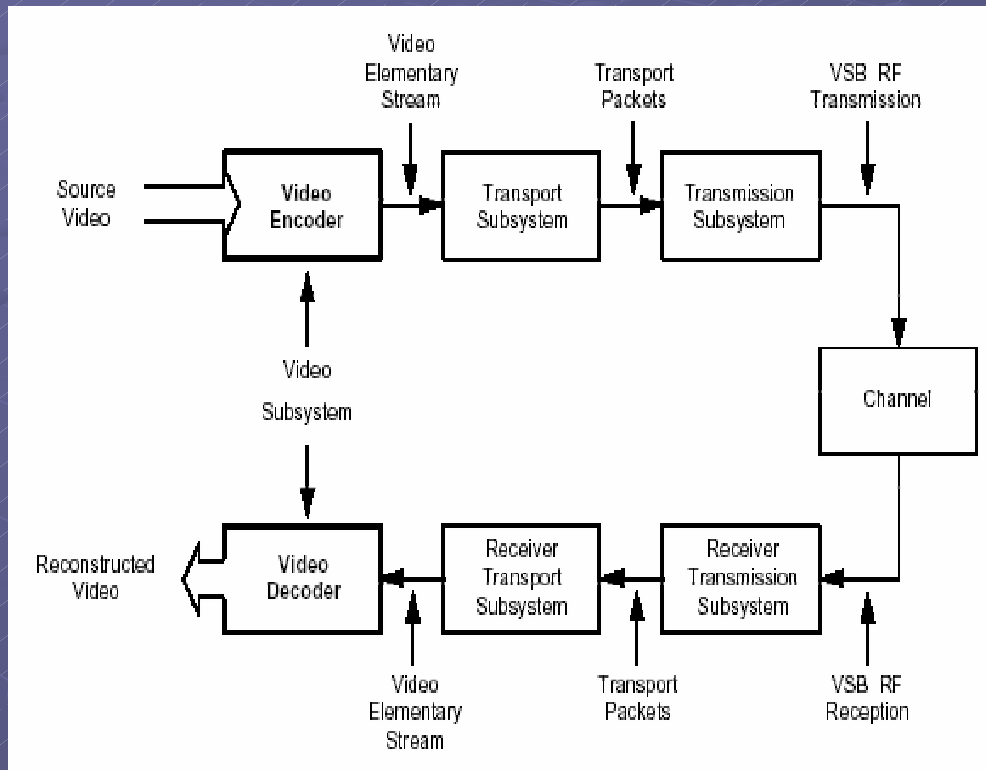 Video
Elementary
Stream
Transport
Packets
VSB RF
Transmission
Source
Video
Video
Encoder
Transport
Subsystem
Transmission
Subsystem
Video
Subsystem
Channel
Reconstructed
Video
Video
Decoder
Receiver
Transport
Subsystem
Receiver
Transmission
Subsystem
Video
Elementary
Stream
Transport
Packets
VSB RF
Reception